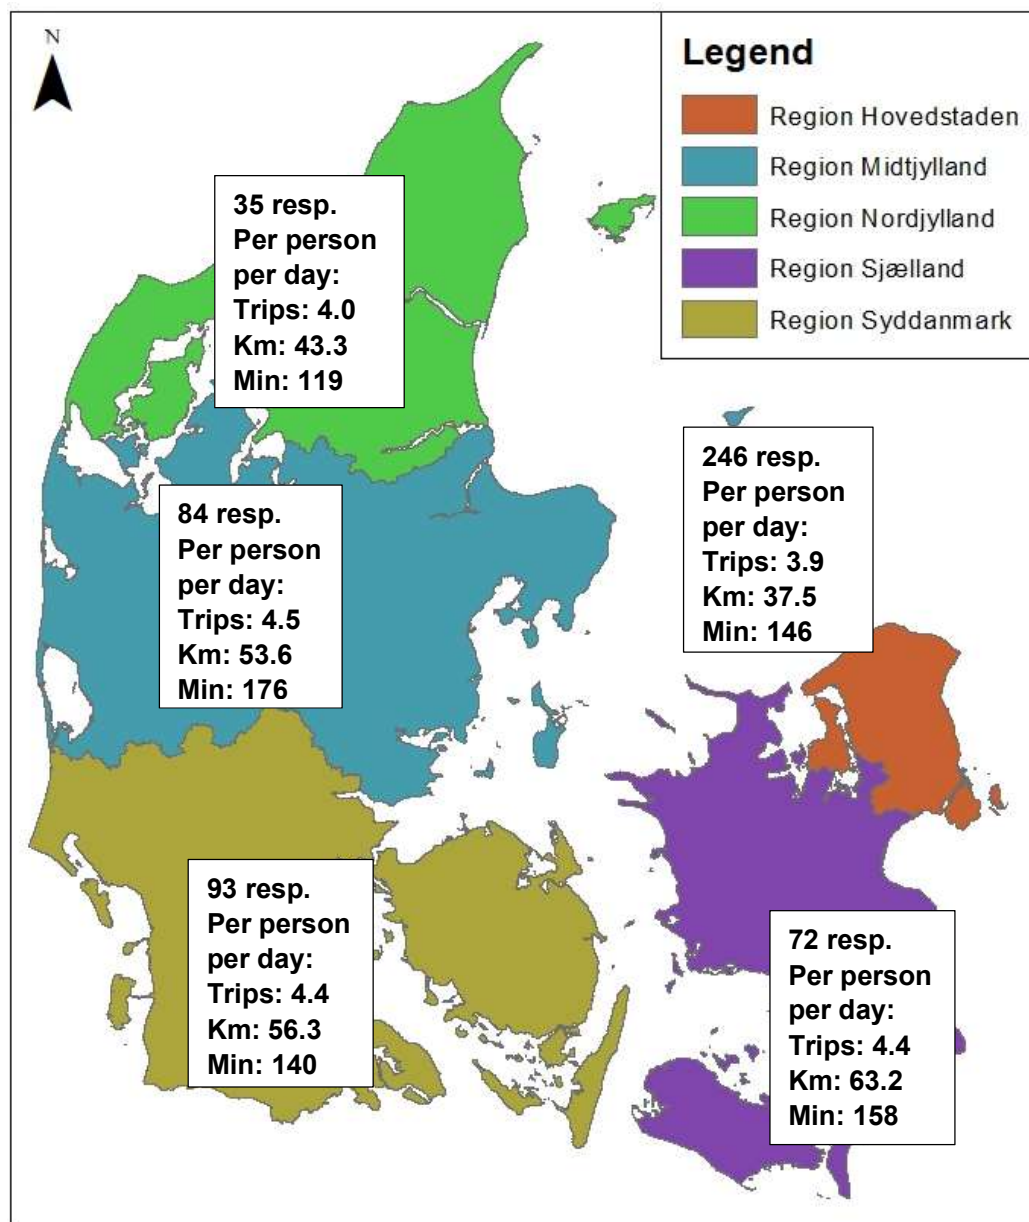 N
Legend
Region Hovedstaden
Region Midtjylland
Region Nordjylland
Region Sjælland
Region Syddanmark
35 resp.
Per person
per day:
Trips: 4.0
Km: 43.3
Min: 119
246 resp.
Per person
per day:
Trips: 3.9
Km: 37.5
Min: 146
84 resp.
Per person
per day:
Trips: 4.5
Km: 53.6
Min: 176
93 resp.
Per person
per day:
Trips: 4.4
Km: 56.3
Min: 140
72 resp.
Per person
per day:
Trips: 4.4
Km: 63.2
Min: 158